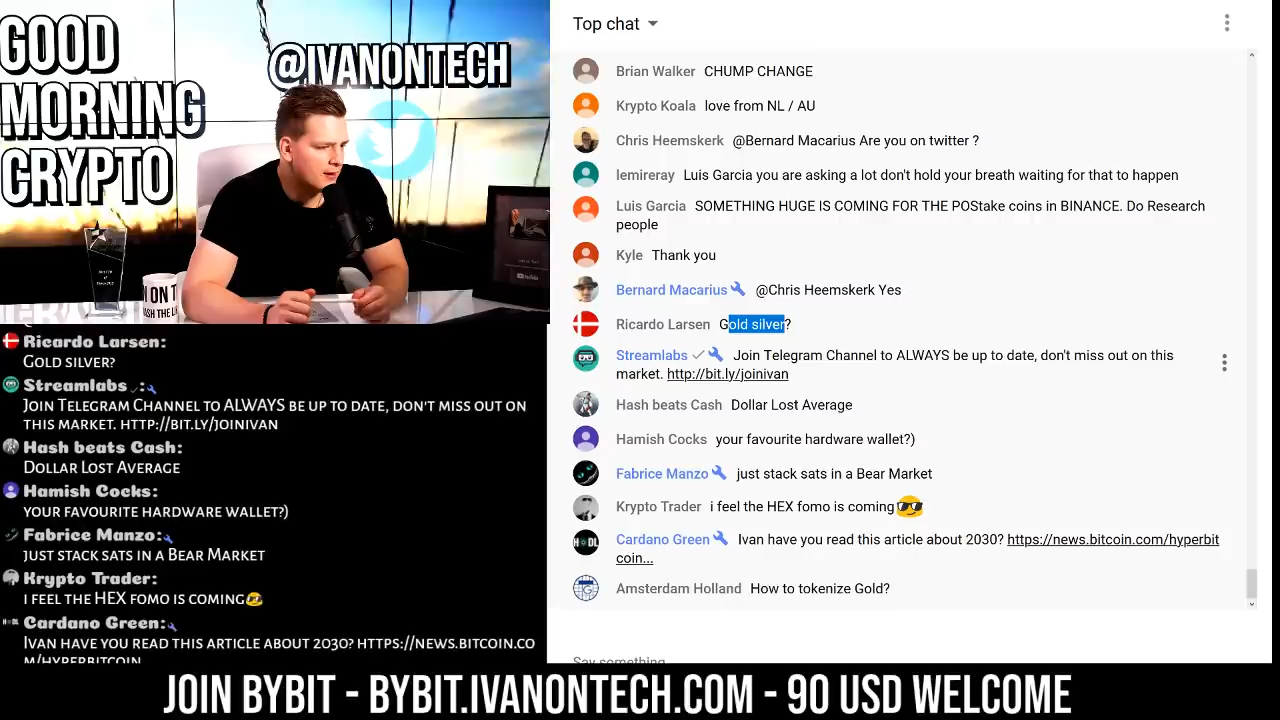 GOOD
MORNING
CRYPTO
@IVANONTECH
Top chat
Brian Walker CHUMP CHANGE
Krypto Koala love from NL / AU
Chris Heemskerk @Bernard Macarius Are you on twitter ?
lemireray Luis Garcia you are asking a lot don't hold your breath waiting for that to happen
Luis Garcia SOMETHING HUGE IS COMING FOR THE POStake coins in BINANCE. Do Research
people
Kyle Thank you
Bernard Macarius @Chris Heemskerk Yes
Ricardo Larsen Gold silver?
Streamlabs Join Telegram Channel to ALWAYS be up to date, don't miss out on this
market. http://bit.ly/joinivan
Hash beats Cash Dollar Lost Average
Hamish Cocks your favourite hardware wallet?)
Fabrice Manzo just stack sats in a Bear Market
Krypto Trader i feel the HEX fomo is coming😎
Cardano Green Ivan have you read this article about 2030? https://news.bitcoin.com/hyperbit
coin...
Amsterdam Holland How to tokenize Gold?
Say something
Ricardo Larsen:
GOLD SILVER?
Streamlabs :
JOIN TELEGRAM CHANNEL TO ALWAYS BE UP TO DATE, DON'T MISS OUT ON
THIS MARKET. HTTP://BIT.LY/JOINIVAN
Hash beats Cash:
DOLLAR LOST AVERAGE
Hamish Cocks:
YOUR FAVOURITE HARDWARE WALLET?)
Fabrice Manzo:
JUST STACK SATS IN A BEAR MARKET
Krypto Trader:
I FEEL THE HEX FOMO IS COMING😎
Cardano Green:
IVAN HAVE YOU READ THIS ARTICLE ABOUT 2030? HTTPS://NEWS.BITCOIN.CO
M/HYPERBITCOIN
JOIN BYBIT - BYBIT.IVANONTECH.COM - 90 USD WELCOME